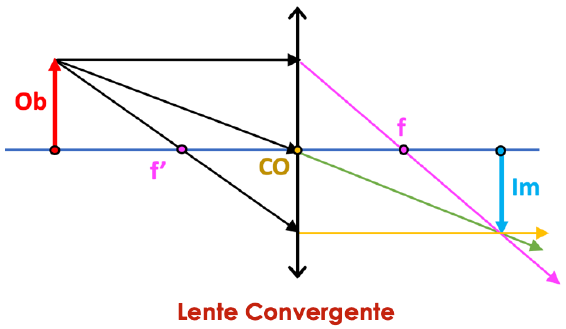 Ob
f
f’
CO
Im
Lente Convergente